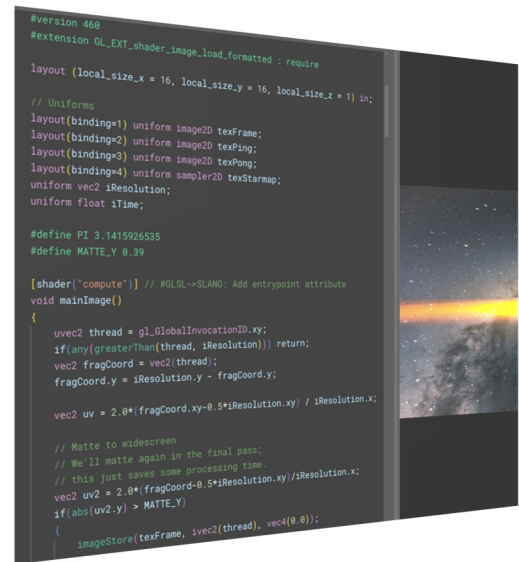 #version 460
#extension GL_EXT_shader_image_load_formatted : require
layout (local_size_x = 16, local_size_y = 16, local_size_z = 1) in;
// Uniforms
layout(binding=1) uniform image2D texFrame;
layout(binding=2) uniform image2D texPing;
layout(binding=3) uniform image2D texPong;
layout(binding=4) uniform sampler2D texStarmap;
uniform vec2 iResolution;
uniform float iTime;
#define PI 3.1415926535
#define MATTE_Y 0.39
[shader("compute")] // #GLSL->SLANG: Add entrypoint attribute
void mainImage()
{
uvec2 thread = gl_GlobalInvocationID.xy;
if(any(greaterThan(thread, iResolution))) return;
vec2 fragCoord = vec2(thread);
fragCoord.y = iResolution.y - fragCoord.y;
vec2 uv = 2.0*(fragCoord.xy-0.5*iResolution.xy) / iResolution.x;
// Matte to widescreen
// We'll matte again in the final pass;
// this just saves some processing time.
vec2 uv2 = 2.0*(fragCoord-0.5*iResolution.xy)/iResolution.x;
if(abs(uv2.y) > MATTE_Y)
{
imageStore(texFrame, ivec2(thread), vec4(0.0));